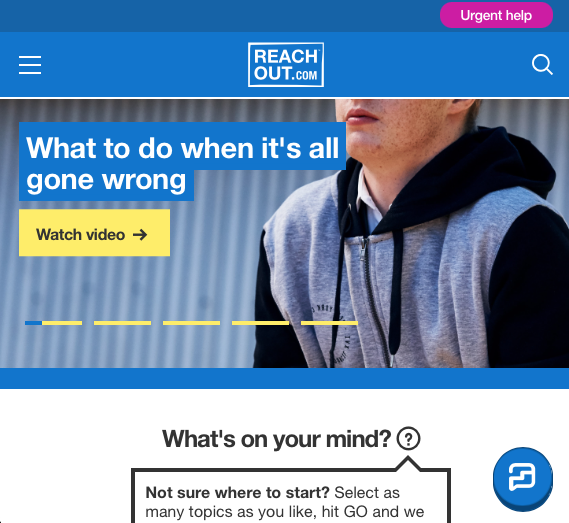 Urgent help
REACH
OUT.COM
What to do when it's all
gone wrong
Watch video →
What's on your mind? ?
Not sure where to start? Select as
many topics as you like, hit GO and we